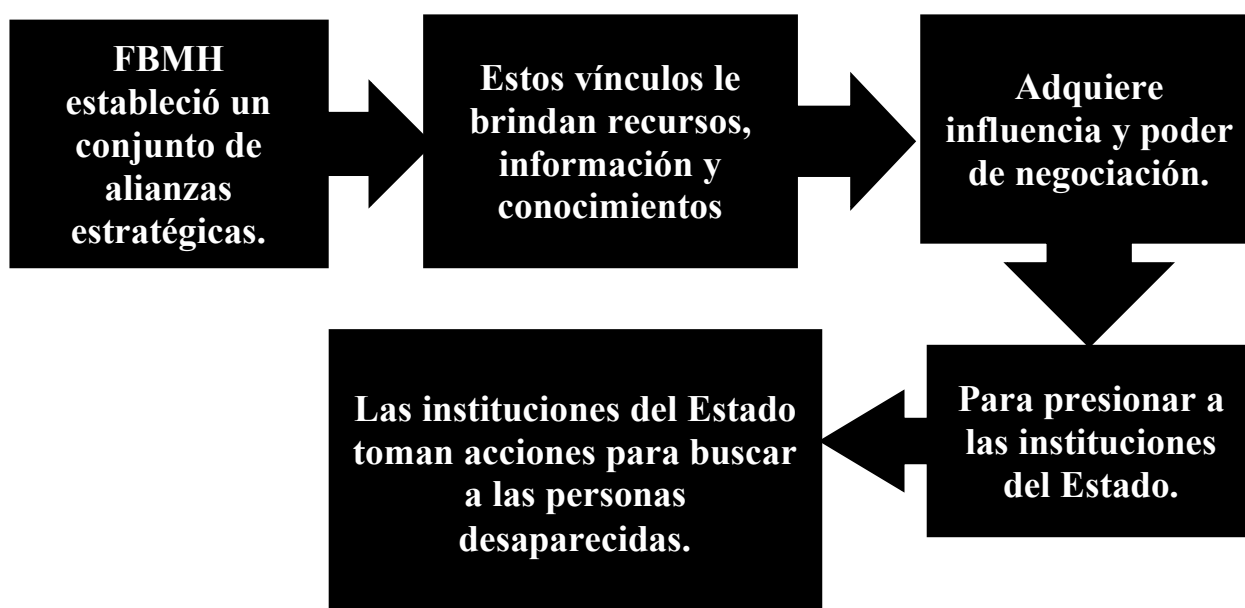 FBMH
estableció un
conjunto de
alianzas
estratégicas.
Estos vínculos le
brindan recursos,
información y
conocimientos
Adquiere
influencia y poder
de negociación.
Para presionar a
las instituciones
del Estado.
Las instituciones del Estado
toman acciones para buscar
a las personas
desaparecidas.